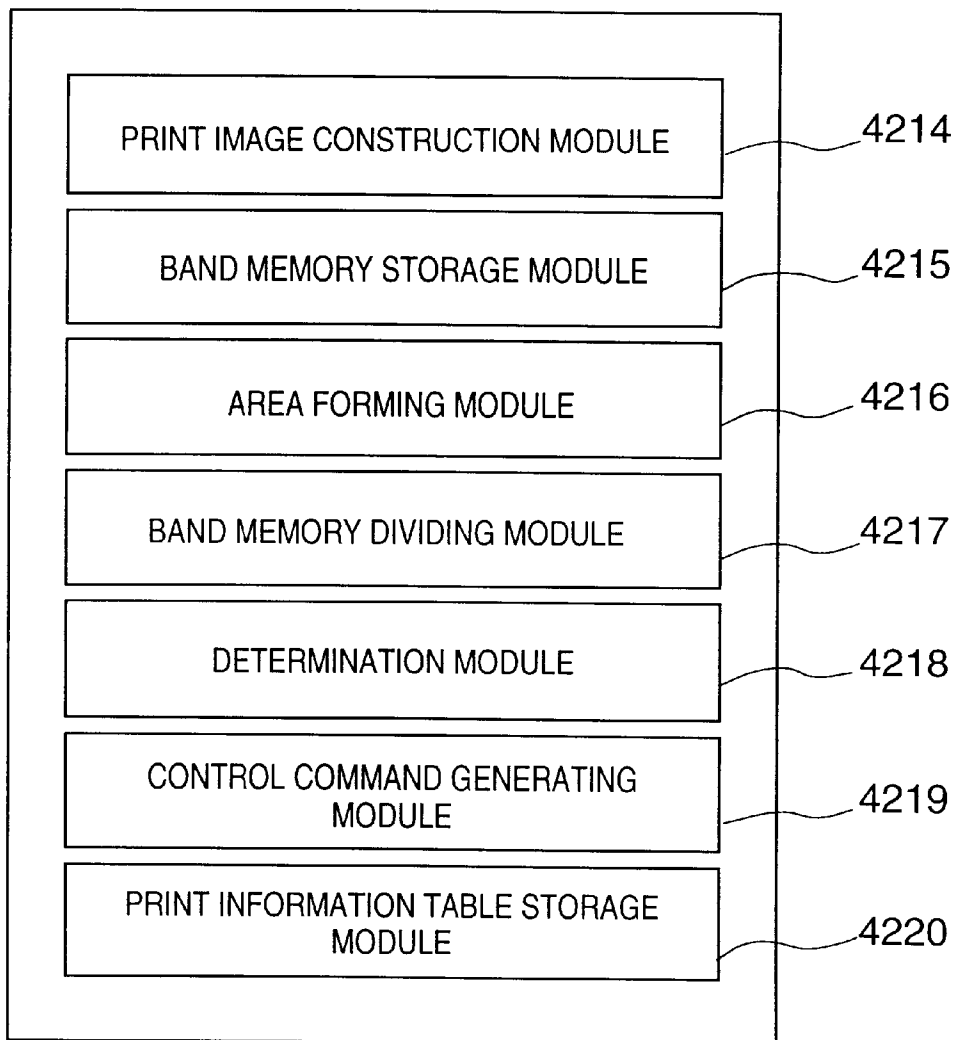 PRINT IMAGE CONSTRUCTION MODULE
4214
BAND MEMORY STORAGE MODULE
4215
AREA FORMING MODULE
4216
BAND MEMORY DIVIDING MODULE
4217
DETERMINATION MODULE
4218
CONTROL COMMAND GENERATING
MODULE
4219
PRINT INFORMATION TABLE STORAGE
MODULE
4220